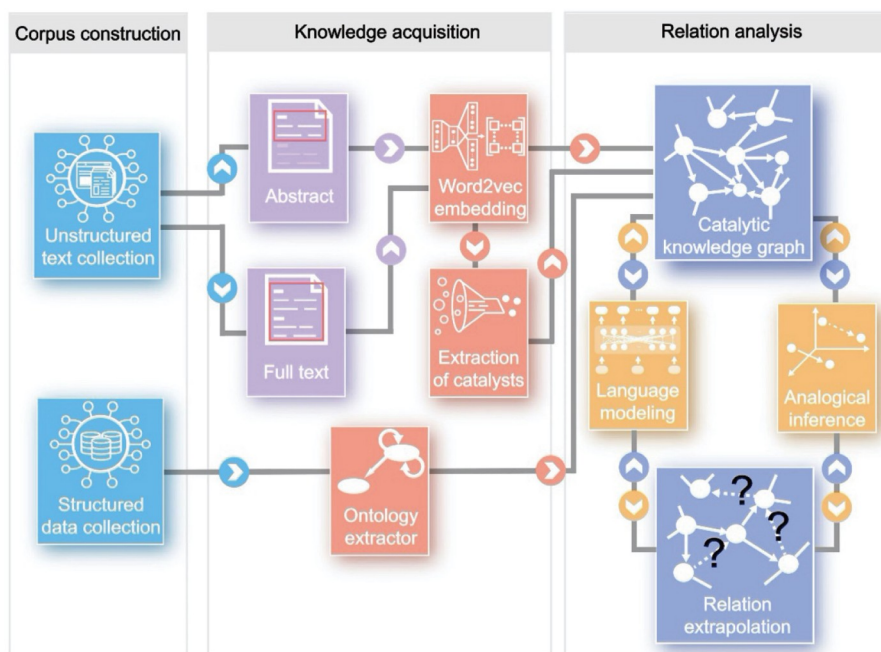 Corpus construction
Knowledge acquisition
Relation analysis
Unstructured
text collection
Abstract
Word2vec
embedding
Catalytic
knowledge graph
Full text
Extraction
of catalysts
Language
modeling
Analogical
inference
Structured
data collection
Ontology
extractor
?
?
?
Relation
extrapolation